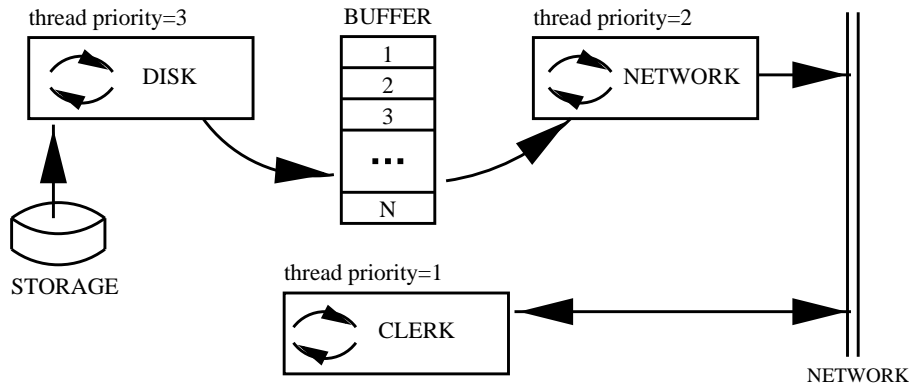 thread priority=3
DISK
STORAGE
BUFFER
1
2
3
...
N
thread priority=2
NETWORK
thread priority=1
CLERK
NETWORK